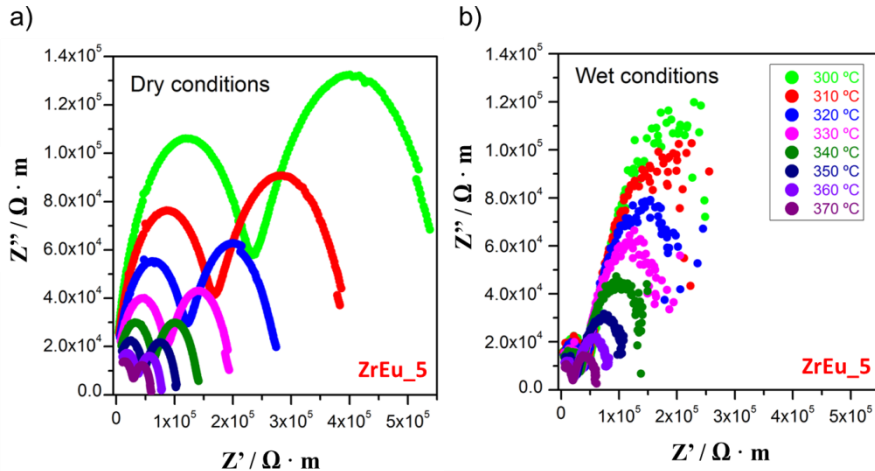 a)
Dry conditions
1.4x10⁵
1.2x10⁵
1.0x10⁵
8.0x10⁴
6.0x10⁴
4.0x10⁴
2.0x10⁴
0.0
Z'' / Ω · m
ZrEu_5
0 1x10⁵ 2x10⁵ 3x10⁵ 4x10⁵ 5x10⁵
Z' / Ω · m
b)
Wet conditions
1.4x10⁵
1.2x10⁵
1.0x10⁵
8.0x10⁴
6.0x10⁴
4.0x10⁴
2.0x10⁴
0.0
Z'' / Ω · m
300 ºC
310 ºC
320 ºC
330 ºC
340 ºC
350 ºC
360 ºC
370 ºC
ZrEu_5
0 1x10⁵ 2x10⁵ 3x10⁵ 4x10⁵ 5x10⁵
Z' / Ω · m